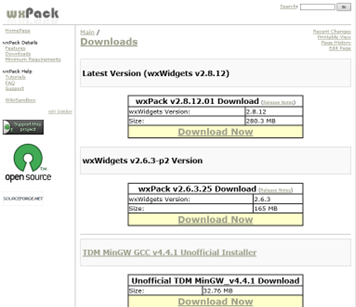 wxPack
Search:
HomePage
wxPack Details
Features
Downloads
Minimum Requirements
wxPack Help
Tutorials
FAQ
Support
WikiSandbox
edit SideBar
Support this
project
open source
SOURCEFORGE.NET
Main /
Downloads
Recent Changes
Printable View
Page History
Edit Page
Latest Version (wxWidgets v2.8.12)
wxPack v2.8.12.01 Download (Release Notes)
wxWidgets Version: 2.8.12
Size: 280.3 MB
Download Now
wxWidgets v2.6.3-p2 Version
wxPack v2.6.3.25 Download (Release Notes)
wxWidgets Version: 2.6.3
Size: 165 MB
Download Now
TDM MinGW GCC v4.4.1 Unofficial Installer
Unofficial TDM MinGW_v4.4.1 Download
Size: 32.76 MB
Download Now